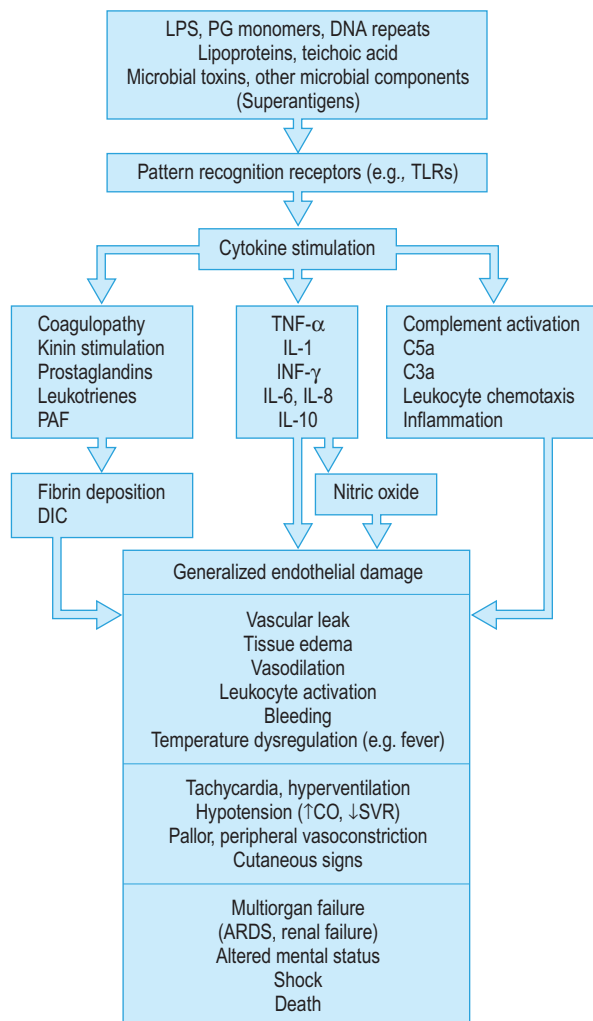 LPS, PG monomers, DNA repeats
Lipoproteins, teichoic acid
Microbial toxins, other microbial components
(Superantigens)
Pattern recognition receptors (e.g., TLRs)
Cytokine stimulation
Coagulopathy
Kinin stimulation
Prostaglandins
Leukotrienes
PAF
TNF-α
IL-1
INF-γ
IL-6, IL-8
IL-10
Complement activation
C5a
C3a
Leukocyte chemotaxis
Inflammation
Fibrin deposition
DIC
Nitric oxide
Generalized endothelial damage
Vascular leak
Tissue edema
Vasodilation
Leukocyte activation
Bleeding
Temperature dysregulation (e.g. fever)
Tachycardia, hyperventilation
Hypotension (↑CO, ↓SVR)
Pallor, peripheral vasoconstriction
Cutaneous signs
Multiorgan failure
(ARDS, renal failure)
Altered mental status
Shock
Death